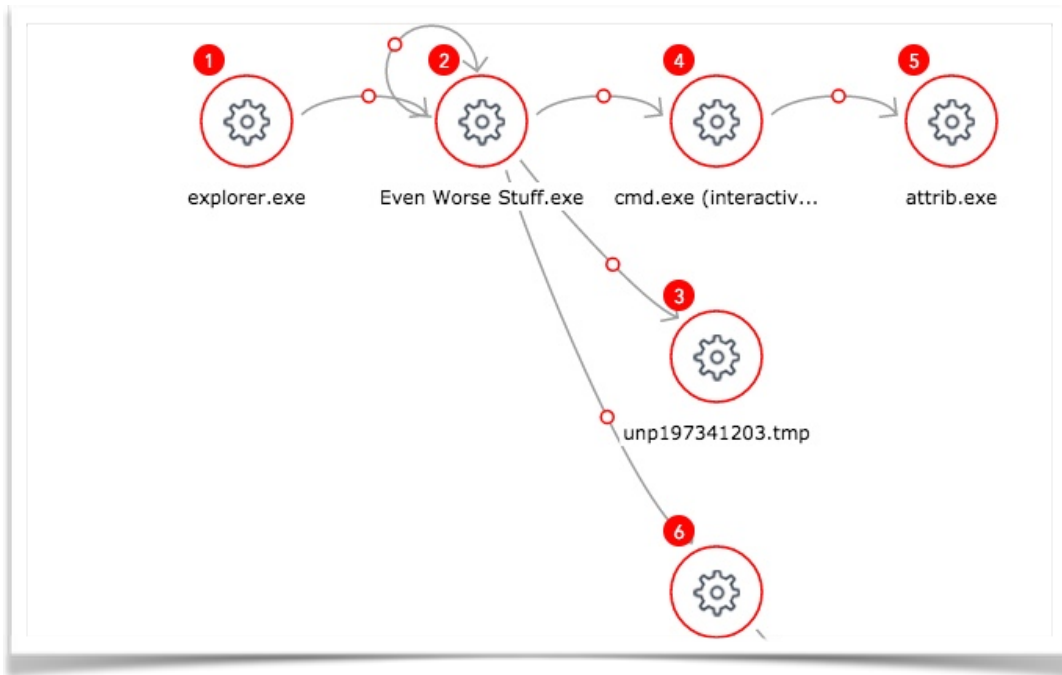 1
2
4
5
explorer.exe
Even Worse Stuff.exe
cmd.exe (interactiv...
attrib.exe
3
unp197341203.tmp
6